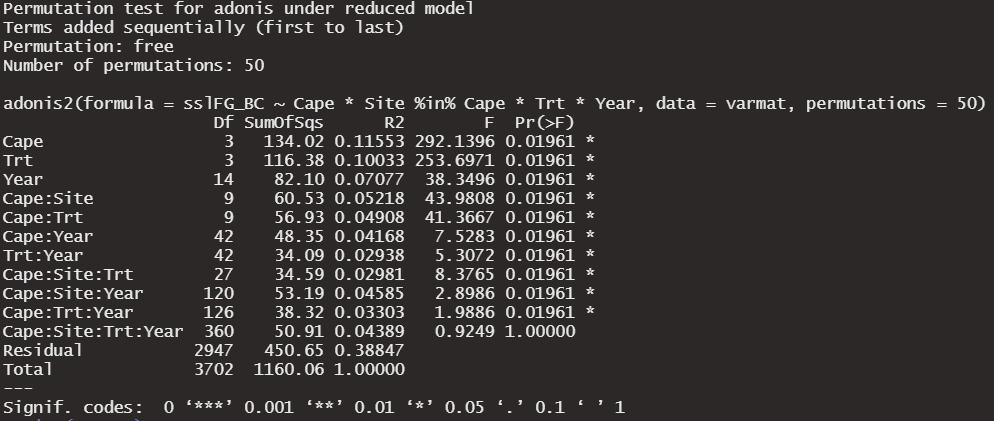 Permutation test for adonis under reduced model
Terms added sequentially (first to last)
Permutation: free
Number of permutations: 50

adonis2(formula = sslFG_BC ~ Cape * Site %in% Cape * Trt * Year, data = varmat, permutations = 50)
                     Df SumOfSqs      R2        F  Pr(>F)
Cape                  3   134.02 0.11553 292.1396 0.01961 *
Trt                   3   116.38 0.10033 253.6971 0.01961 *
Year                 14    82.10 0.07077  38.3496 0.01961 *
Cape:Site             9    60.53 0.05218  43.9808 0.01961 *
Cape:Trt              9    56.93 0.04908  41.3667 0.01961 *
Cape:Year            42    48.35 0.04168   7.5283 0.01961 *
Trt:Year             42    34.09 0.02938   5.3072 0.01961 *
Cape:Site:Trt        27    34.59 0.02981   8.3765 0.01961 *
Cape:Site:Year      120    53.19 0.04585   2.8986 0.01961 *
Cape:Trt:Year       126    38.32 0.03303   1.9886 0.01961 *
Cape:Site:Trt:Year  360    50.91 0.04389   0.9249 1.00000
Residual           2947   450.65 0.38847
Total              3702  1160.06 1.00000
---
Signif. codes:  0 ‘***’ 0.001 ‘**’ 0.01 ‘*’ 0.05 ‘.’ 0.1 ‘ ’ 1